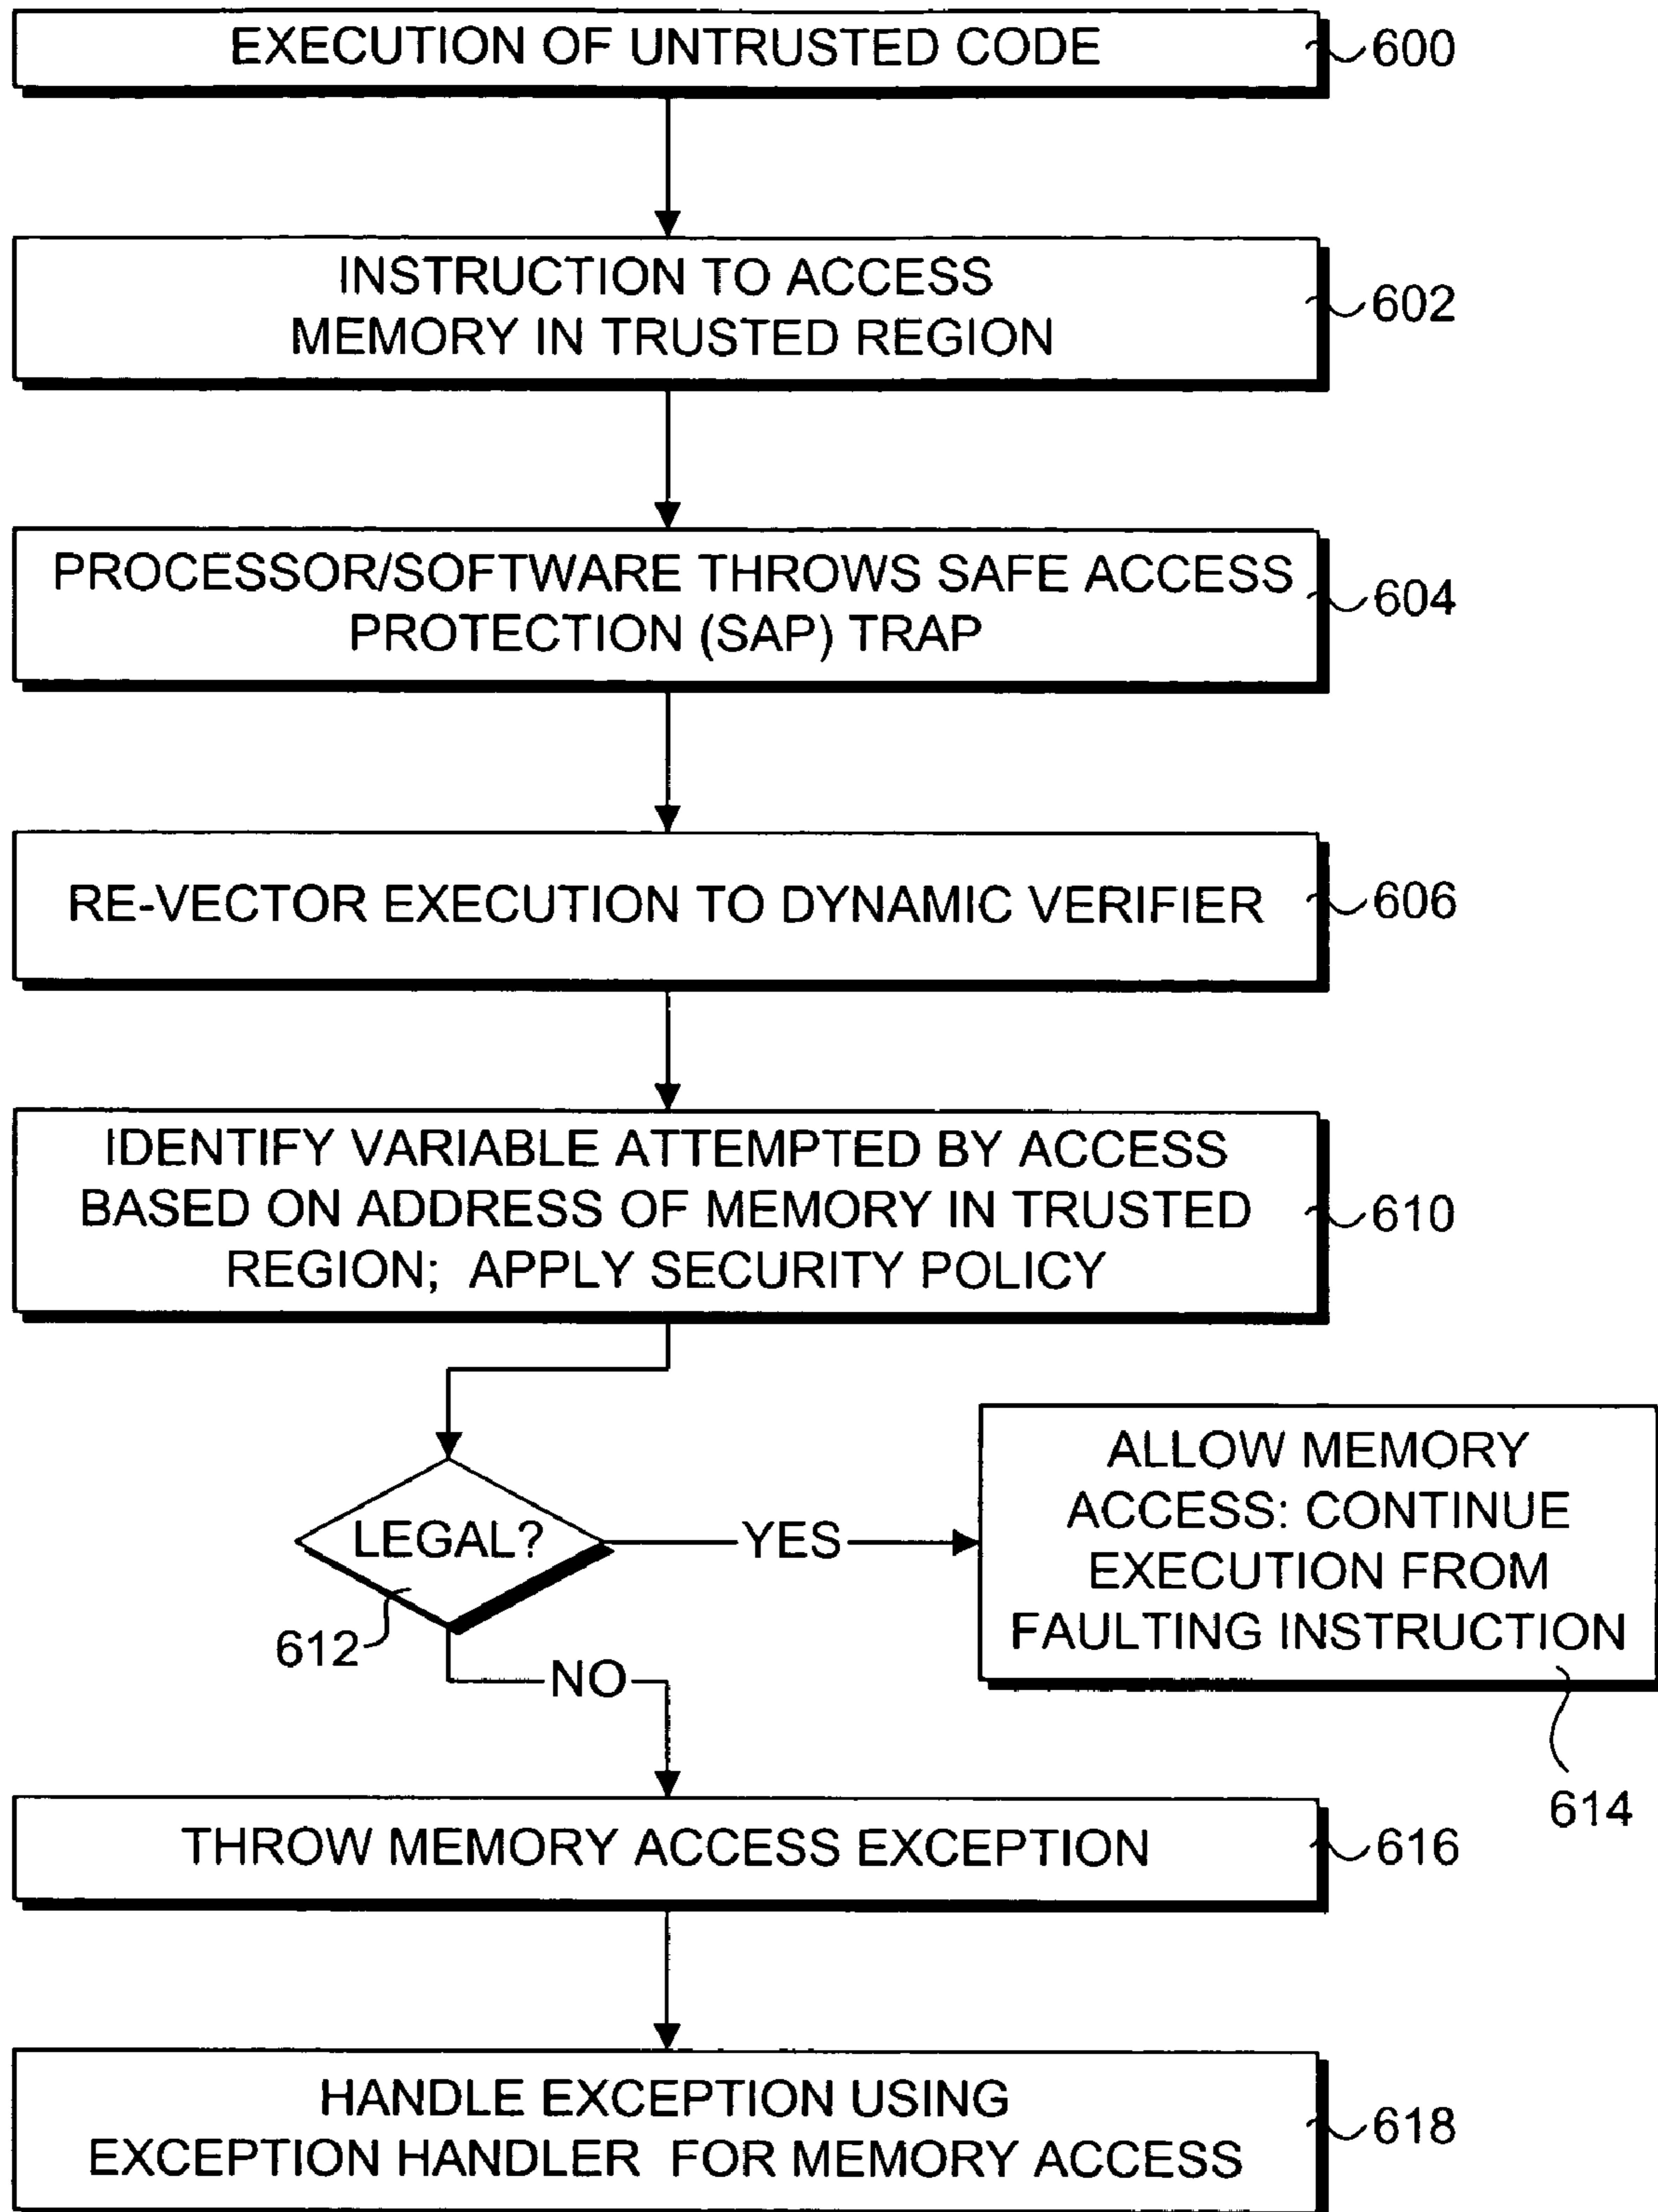 EXECUTION OF UNTRUSTED CODE
600
INSTRUCTION TO ACCESS
MEMORY IN TRUSTED REGION
602
PROCESSOR/SOFTWARE THROWS SAFE ACCESS
PROTECTION (SAP) TRAP
604
RE-VECTOR EXECUTION TO DYNAMIC VERIFIER
606
IDENTIFY VARIABLE ATTEMPTED BY ACCESS
BASED ON ADDRESS OF MEMORY IN TRUSTED
REGION; APPLY SECURITY POLICY
610
LEGAL?
612
YES
ALLOW MEMORY
ACCESS: CONTINUE
EXECUTION FROM
FAULTING INSTRUCTION
614
NO
THROW MEMORY ACCESS EXCEPTION
616
HANDLE EXCEPTION USING
EXCEPTION HANDLER FOR MEMORY ACCESS
618